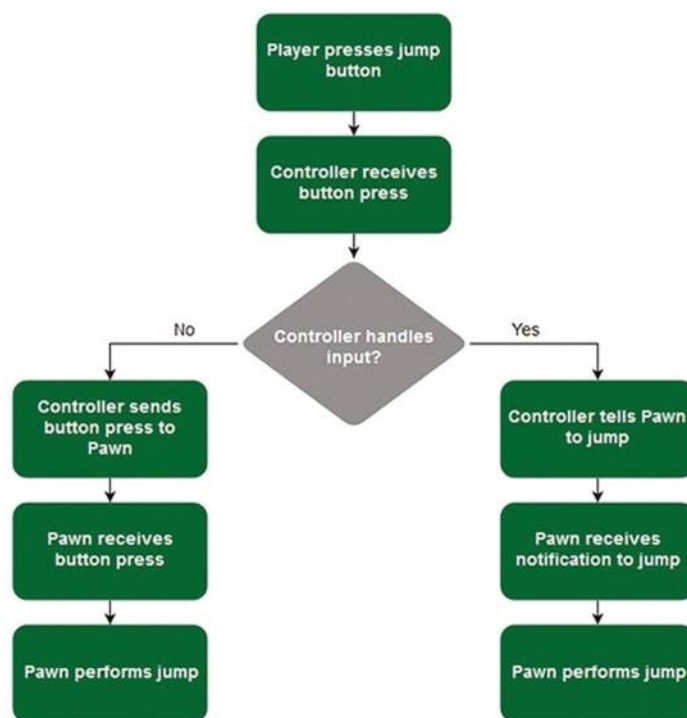 Player presses jump
button
Controller receives
button press
Controller handles
input?
No
Yes
Controller sends
button press to
Pawn
Controller tells Pawn
to jump
Pawn receives
button press
Pawn receives
notification to jump
Pawn performs jump
Pawn performs jump